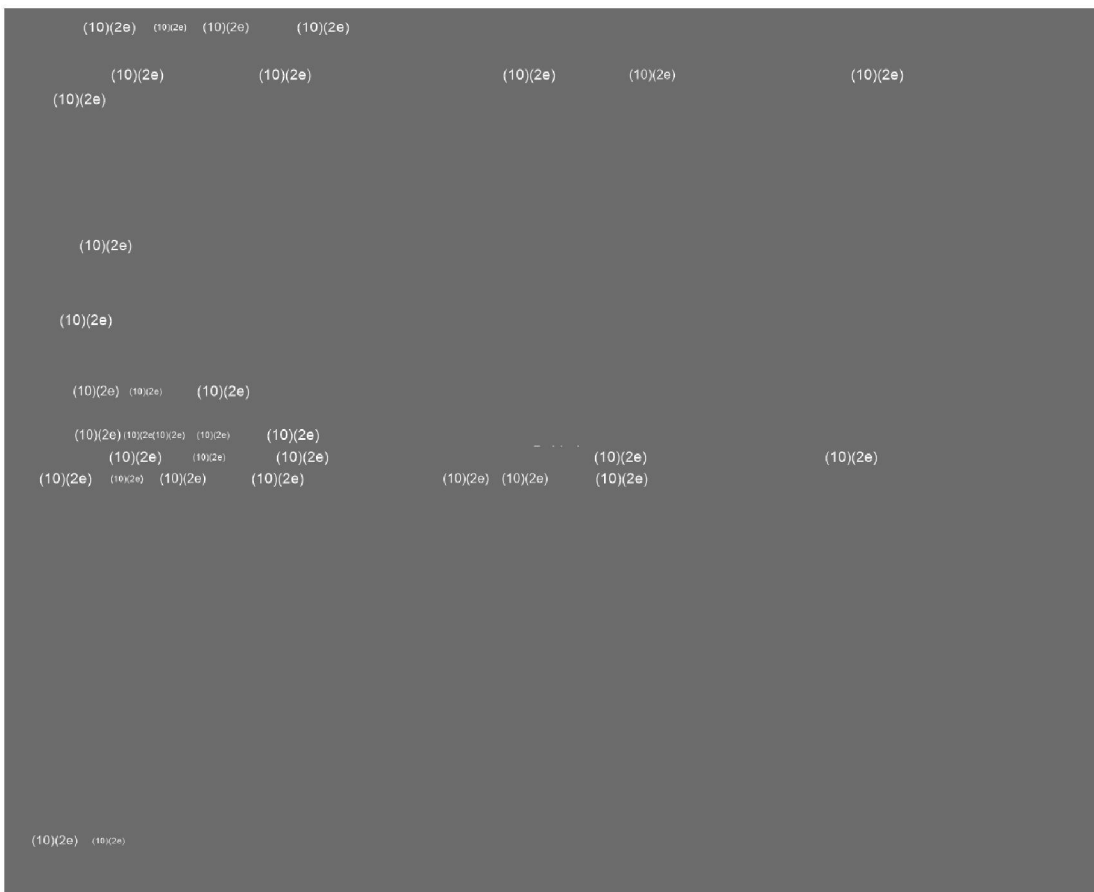 (10)(2e) (10)(2e) (10)(2e) (10)(2e)
(10)(2e) (10)(2e) (10)(2e) (10)(2e) (10)(2e)
(10)(2e)
(10)(2e)
(10)(2e)
(10)(2e) (10)(2e) (10)(2e)
(10)(2e) (10)(2e(10)(2e) (10)(2e) (10)(2e)
(10)(2e) (10)(2e) (10)(2e) (10)(2e) (10)(2e)
(10)(2e) (10)(2e) (10)(2e) (10)(2e) (10)(2e) (10)(2e) (10)(2e)
(10)(2e) (10)(2e)